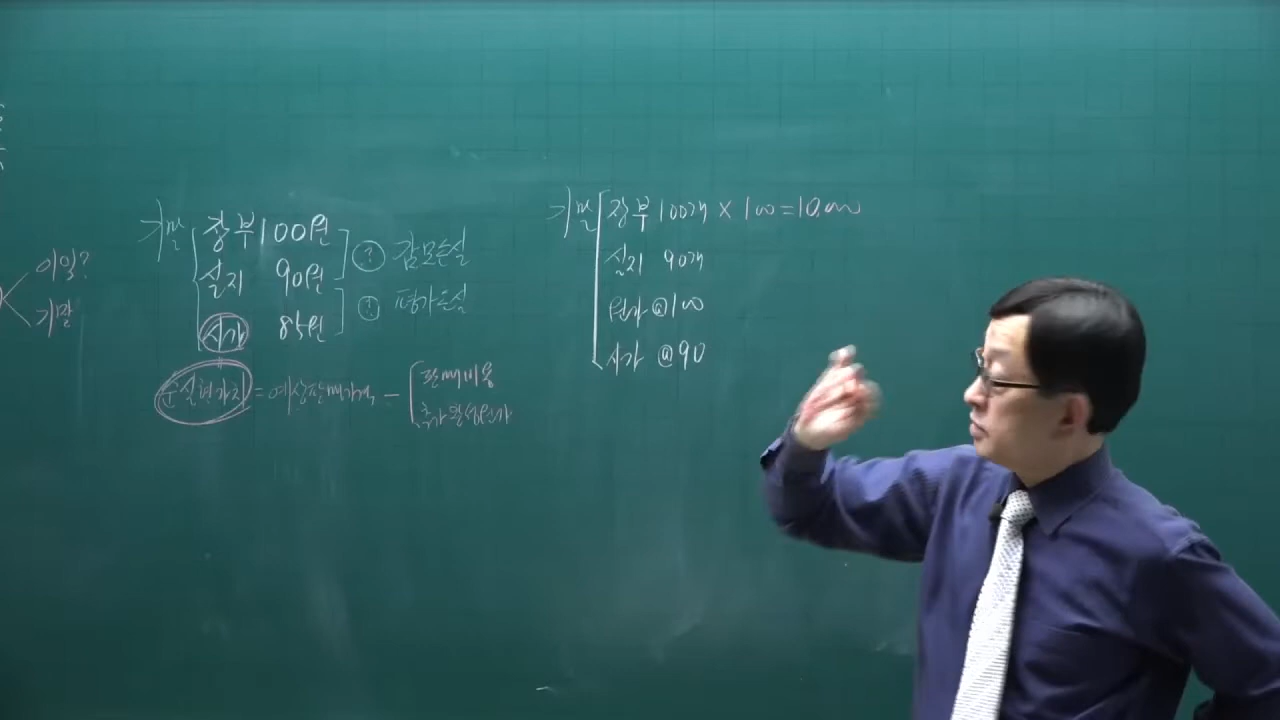 이익?
기말
기말 장부 100원
실지 90원
시가 85원
? 감모손실
? 평가손실
순실현가치 = 예상판매가격 - 판매비용
추가완성원가
기말 장부 100개 × 100 = 10,000
실지 90개
원가 @100
시가 @90